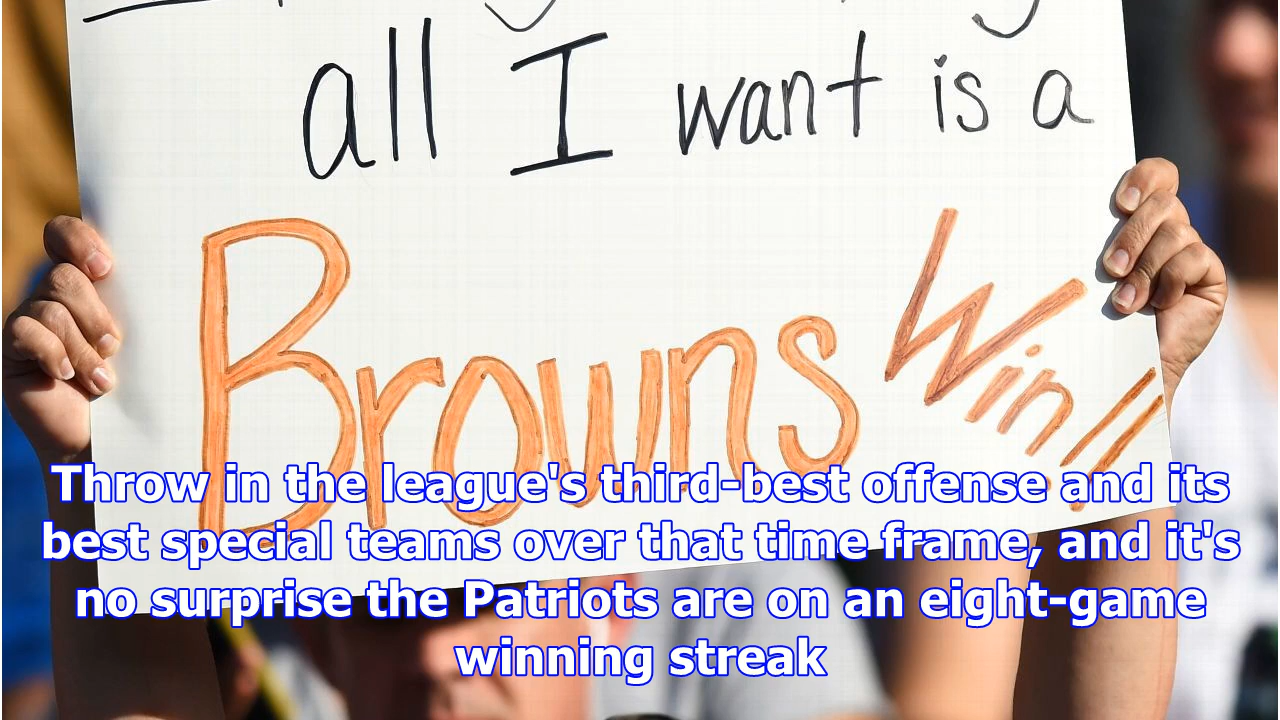 all I want is a
Browns Win!!
Throw in the league's third-best offense and its
best special teams over that time frame, and it's
no surprise the Patriots are on an eight-game
winning streak